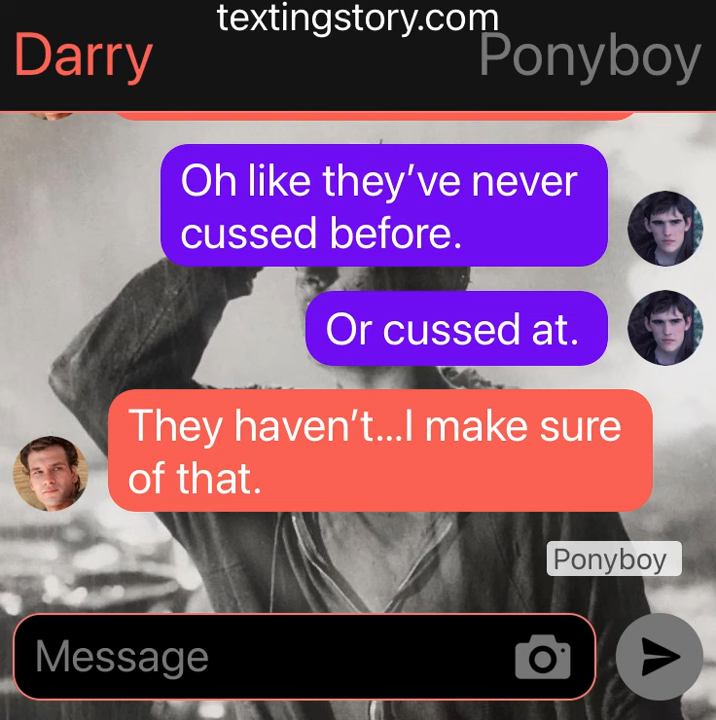 textingstory.com
Darry
Ponyboy
Oh like they’ve never
cussed before.
Or cussed at.
They haven’t...I make sure
of that.
Ponyboy
Message